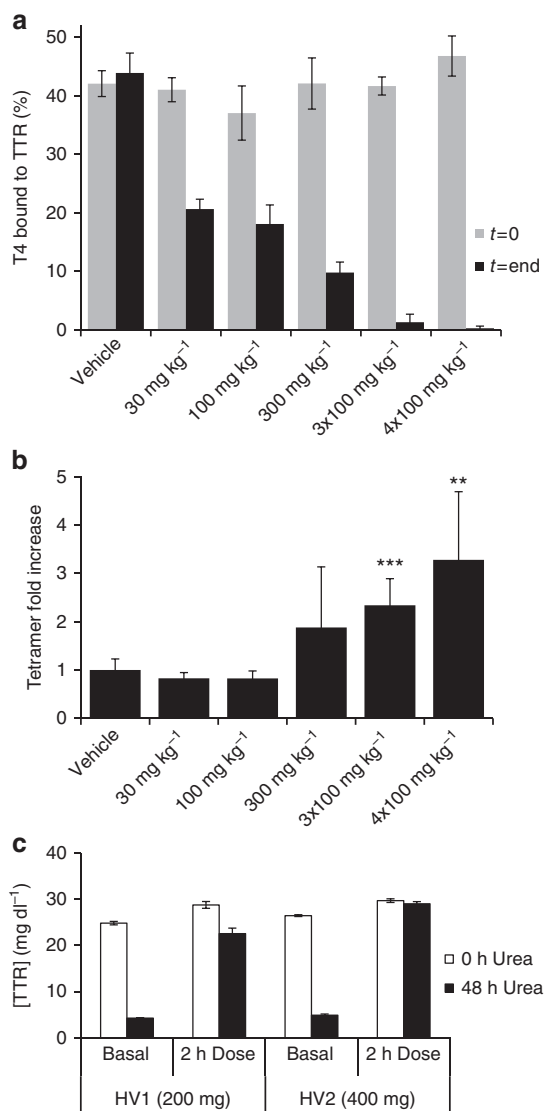 a
T4 bound to TTR (%)
50
40
30
20
10
0
t=0
t=end
Vehicle
30 mg kg⁻¹
100 mg kg⁻¹
300 mg kg⁻¹
3x100 mg kg⁻¹
4x100 mg kg⁻¹
b
Tetramer fold increase
5
4
3
2
1
0
***
**
Vehicle
30 mg kg⁻¹
100 mg kg⁻¹
300 mg kg⁻¹
3x100 mg kg⁻¹
4x100 mg kg⁻¹
c
[TTR] (mg dl⁻¹)
40
30
20
10
0
0 h Urea
48 h Urea
Basal 2 h Dose Basal 2 h Dose
HV1 (200 mg) HV2 (400 mg)